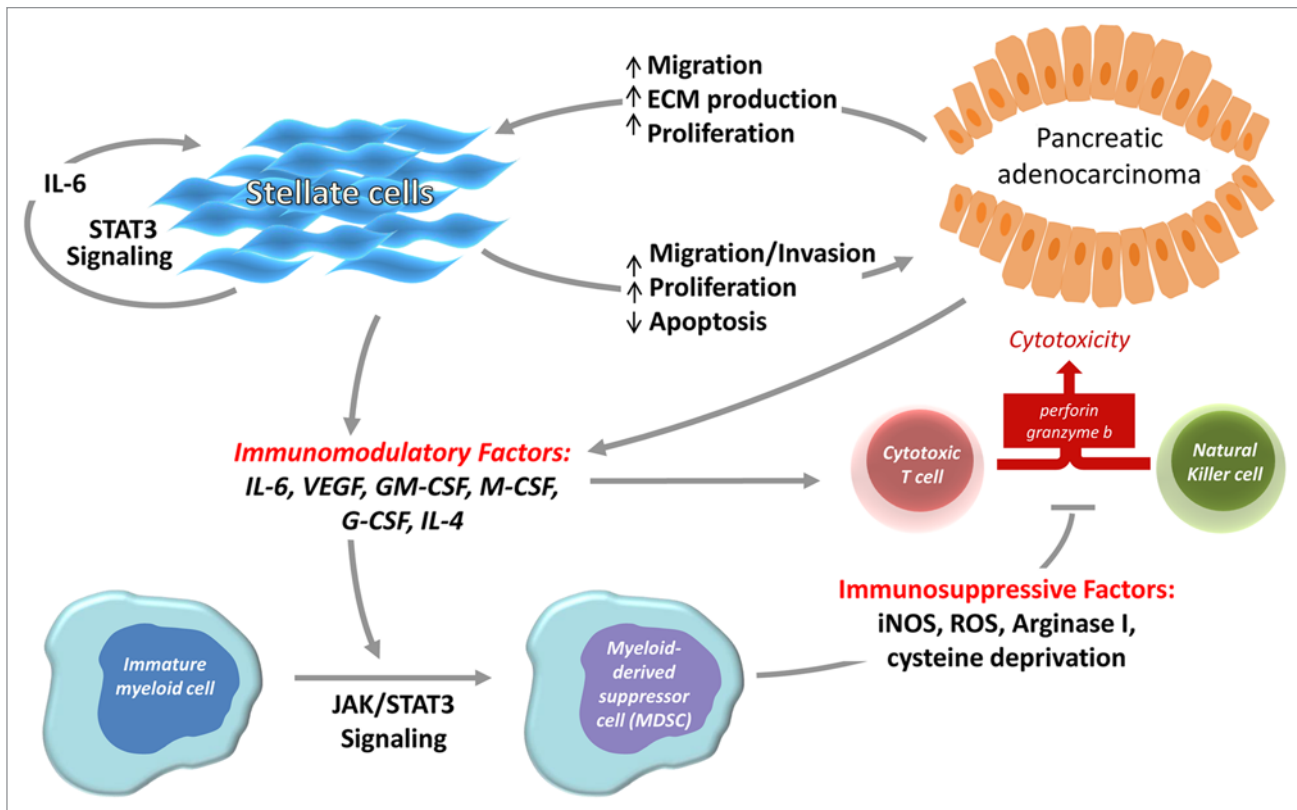 ↑ Migration
↑ ECM production
↑ Proliferation
Pancreatic
adenocarcinoma
IL-6
STAT3
Signaling
Stellate cells
↑ Migration/Invasion
↑ Proliferation
↓ Apoptosis
Cytotoxicity
perforin
granzyme b
Cytotoxic
T cell
Natural
Killer cell
Immunomodulatory Factors:
IL-6, VEGF, GM-CSF, M-CSF,
G-CSF, IL-4
Immunosuppressive Factors:
iNOS, ROS, Arginase I,
cysteine deprivation
Immature
myeloid cell
JAK/STAT3
Signaling
Myeloid-
derived
suppressor
cell (MDSC)